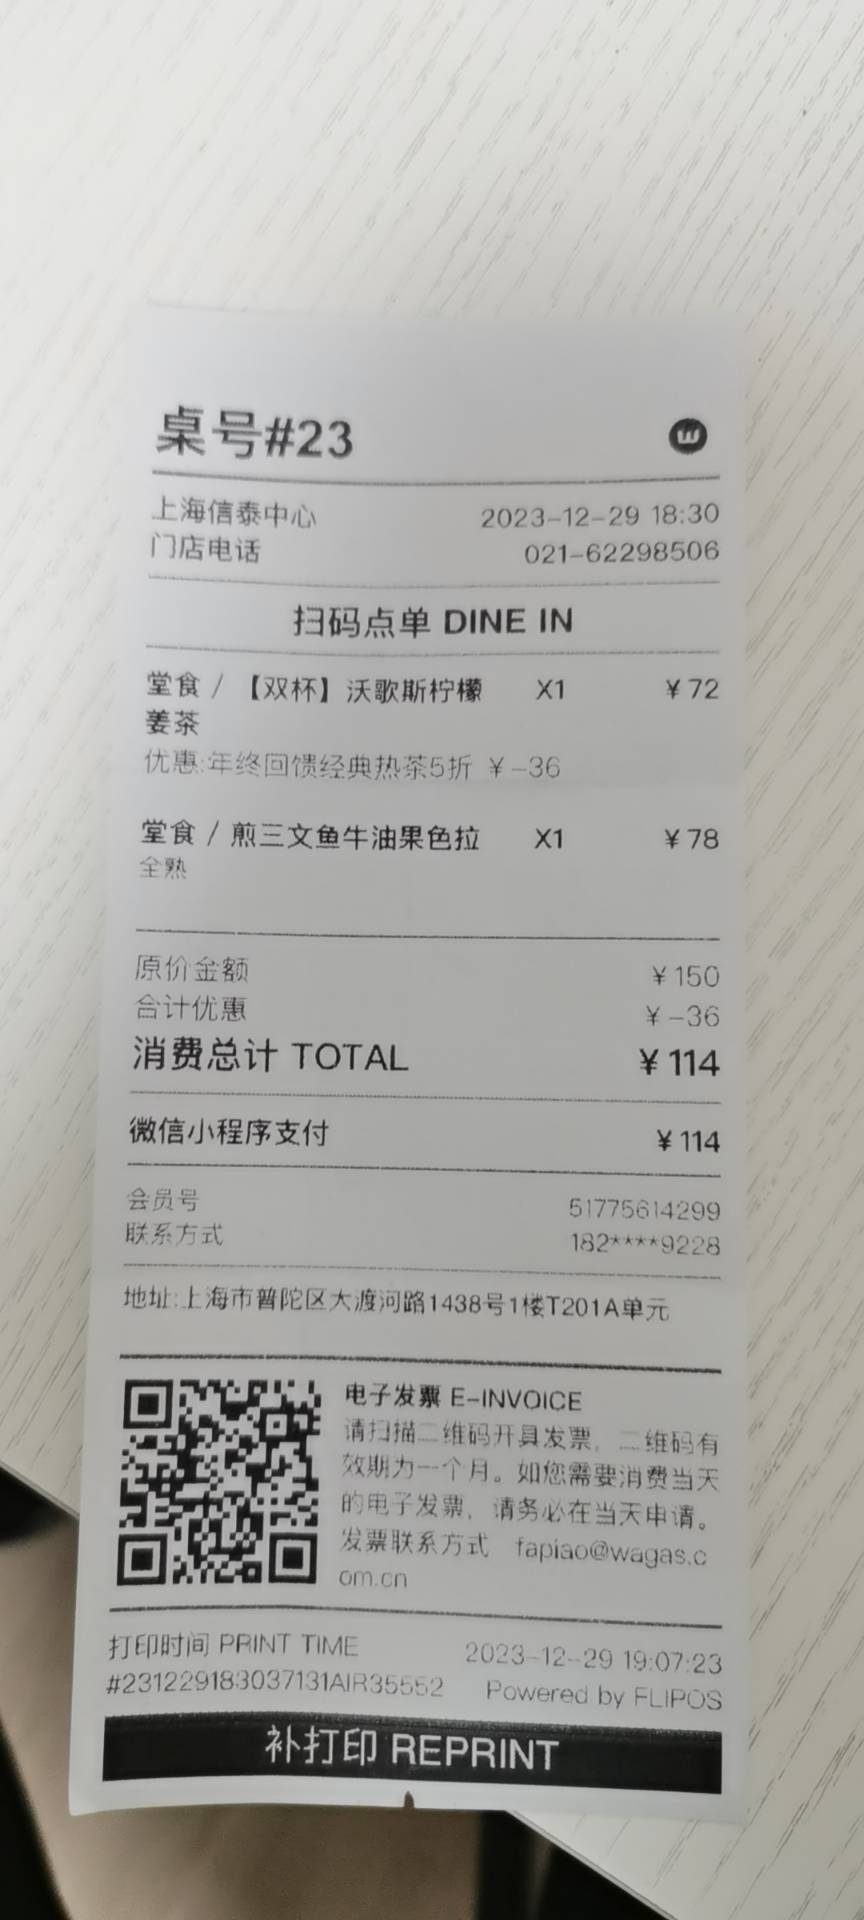 桌号#23
W
上海信泰中心 2023-12-29 18:30
门店电话 021-62298506
扫码点单 DINE IN
堂食 / 【双杯】沃歌斯柠檬 X1 ¥72
姜茶
优惠:年终回馈经典热茶5折 ¥-36
堂食 / 煎三文鱼牛油果色拉 X1 ¥78
全熟
原价金额 ¥150
合计优惠 ¥-36
消费总计 TOTAL ¥114
微信小程序支付 ¥114
会员号 51775614299
联系方式 182****9228
地址:上海市普陀区大渡河路1438号1楼T201A单元
电子发票 E-INVOICE
请扫描二维码开具发票，二维码有
效期为一个月。如您需要消费当天
的电子发票，请务必在当天申请。
发票联系方式 fapiao@wagas.c
om.cn
打印时间 PRINT TIME 2023-12-29 19:07:23
#231229183037131AIR35552 Powered by FLIPOS
补打印 REPRINT